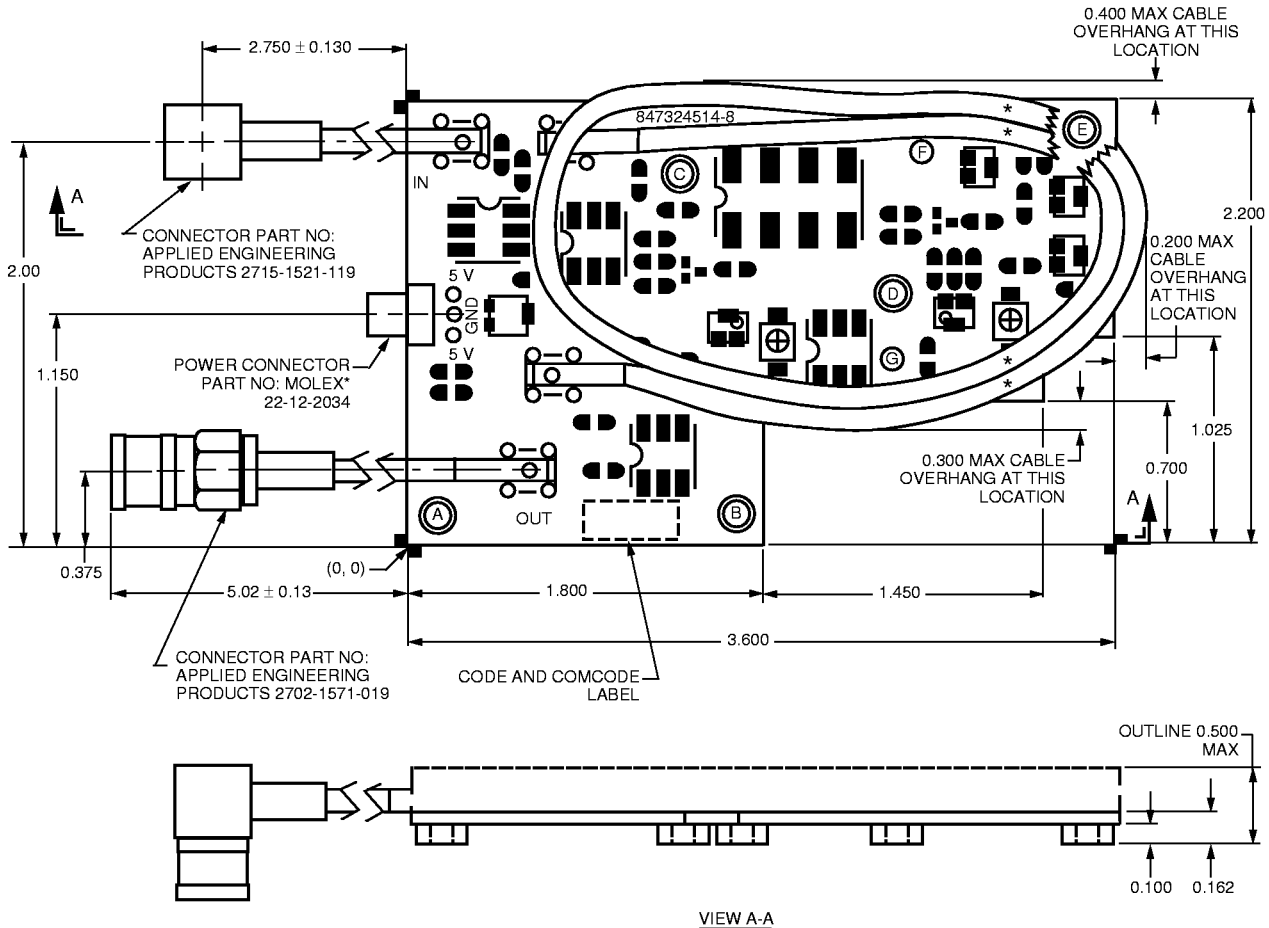 0.400 MAX CABLE
OVERHANG AT THIS
LOCATION
2.750 ± 0.130
847324514-8
*
*
E
F
C
IN
A
2.200
CONNECTOR PART NO:
APPLIED ENGINEERING
PRODUCTS 2715-1521-119
0.200 MAX
CABLE
OVERHANG
AT THIS
LOCATION
2.00
5 V
GND
5 V
D
G
1.150
POWER CONNECTOR
PART NO: MOLEX*
22-12-2034
*
*
1.025
0.700
0.300 MAX CABLE
OVERHANG AT THIS
LOCATION
A
A
OUT
B
0.375
(0, 0)
5.02 ± 0.13
1.800
1.450
3.600
CONNECTOR PART NO:
APPLIED ENGINEERING
PRODUCTS 2702-1571-019
CODE AND COMCODE
LABEL
OUTLINE 0.500
MAX
0.100
0.162
VIEW A-A